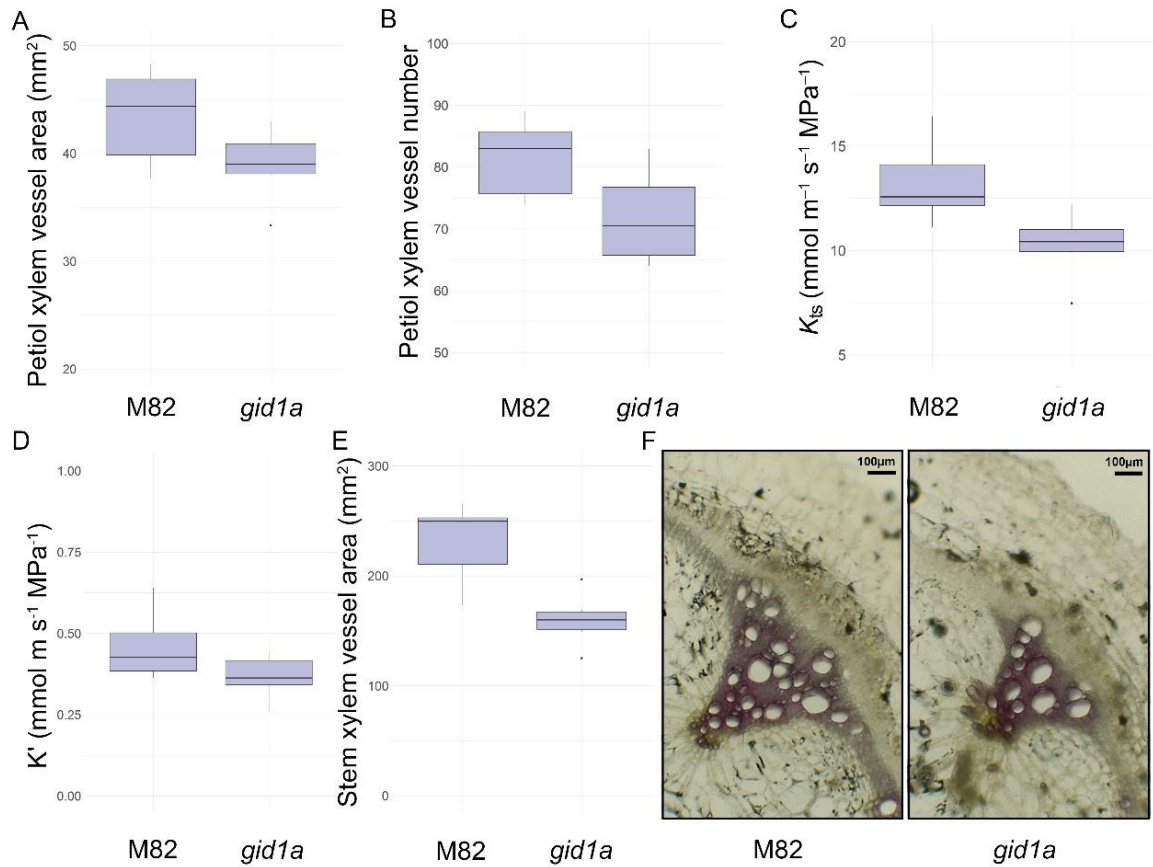 A
Petiol xylem vessel area (mm²)
50
40
30
20
M82
gid1a
B
Petiol xylem vessel number
100
90
80
70
60
50
M82
gid1a
C
Kts (mmol m⁻¹ s⁻¹ MPa⁻¹)
20
15
10
5
M82
gid1a
D
K' (mmol m s⁻¹ MPa⁻¹)
1.00
0.75
0.50
0.25
0.00
M82
gid1a
E
Stem xylem vessel area (mm²)
300
200
100
0
M82
gid1a
F
100µm
100µm
M82
gid1a